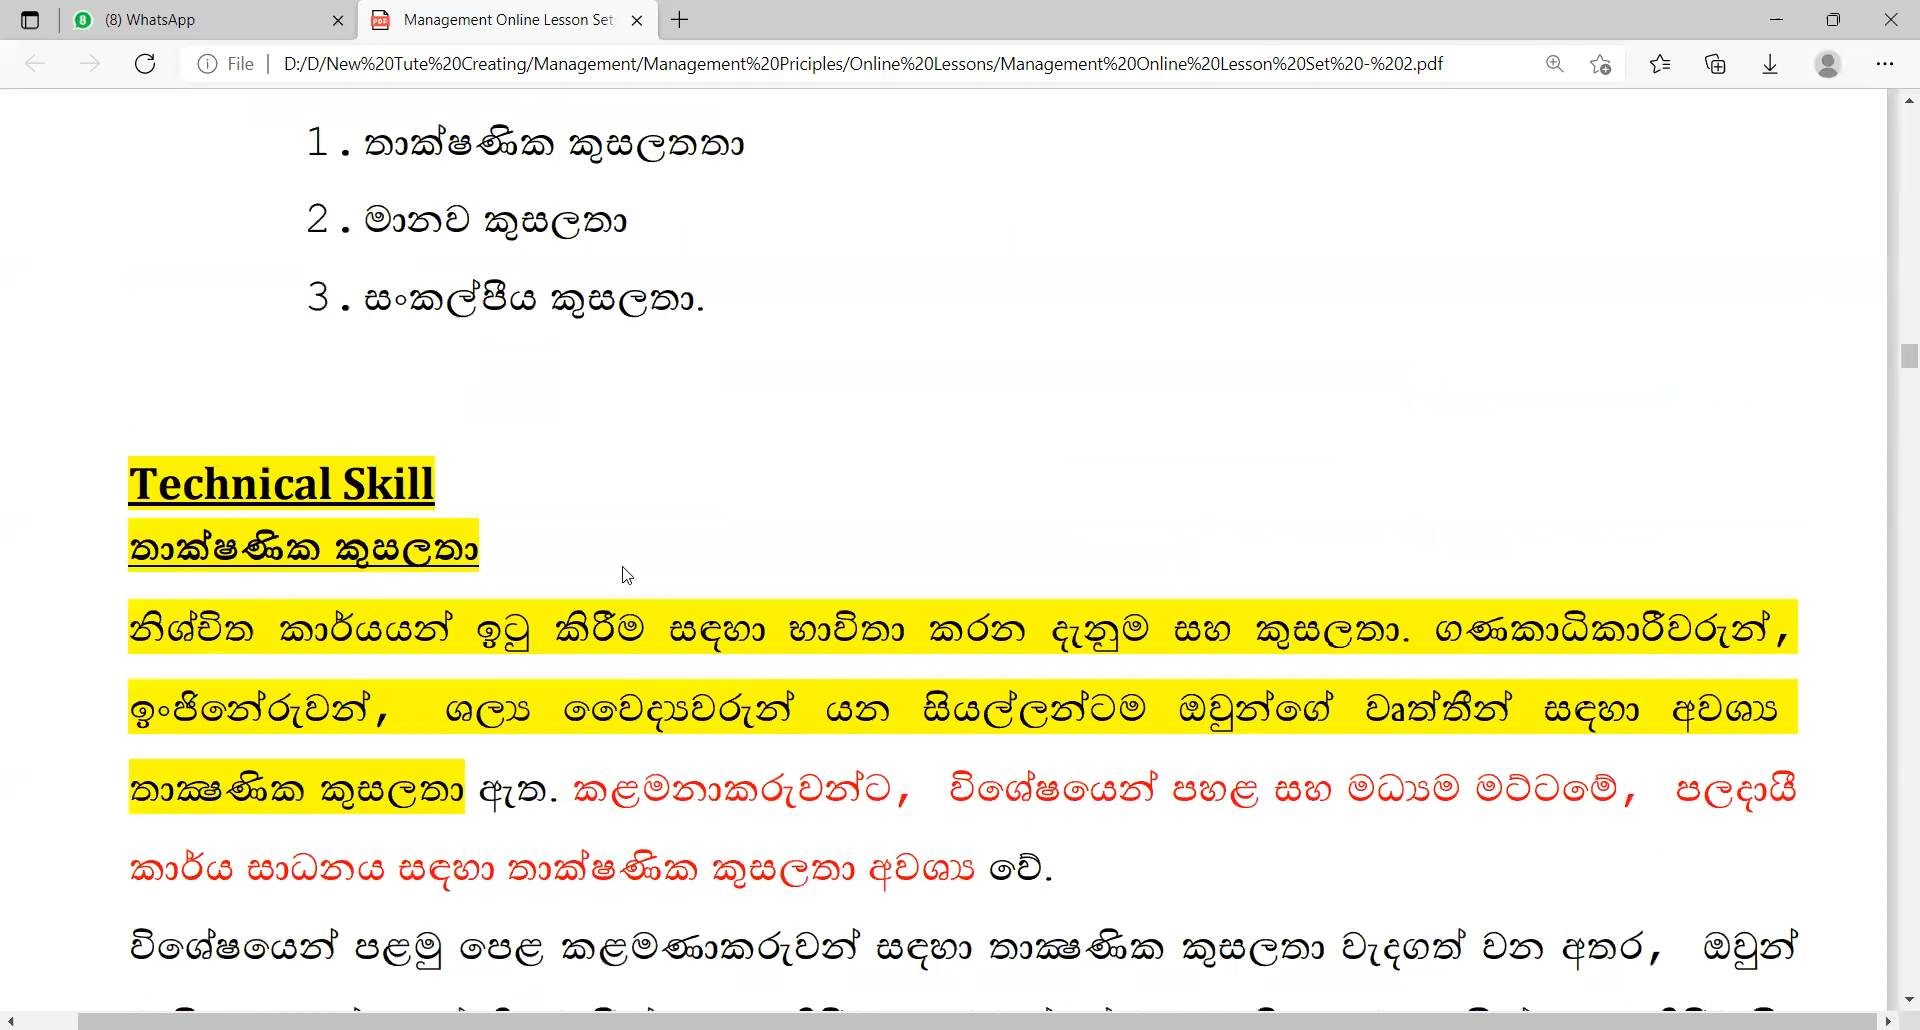 (8) WhatsApp
Management Online Lesson Set
File
D:/D/New%20Tute%20Creating/Management/Management%20Priciples/Online%20Lessons/Management%20Online%20Lesson%20Set%20-%202.pdf
1. තාක්ෂණික කුසලතතා
2. මානව කුසලතා
3. සංකල්පීය කුසලතා.
Technical Skill
තාක්ෂණික කුසලතා
නිශ්චිත කාර්යයන් ඉටු කිරීම සඳහා භාවිතා කරන දැනුම සහ කුසලතා. ගණකාධිකාරීවරුන්,
ඉංජිනේරුවන්, ශල්‍ය වෛද්‍යවරුන් යන සියල්ලන්ටම ඔවුන්ගේ වෘත්තීන් සඳහා අවශ්‍ය
තාක්‍ෂණික කුසලතා ඇත. කළමනාකරුවන්ට, විශේෂයෙන් පහළ සහ මධ්‍යම මට්ටමේ, පලදායී
කාර්ය සාධනය සඳහා තාක්ෂණික කුසලතා අවශ්‍ය වේ.
විශේෂයෙන් පළමු පෙළ කළමණාකරුවන් සඳහා තාක්‍ෂණික කුසලතා වැදගත් වන අතර, ඔවුන්